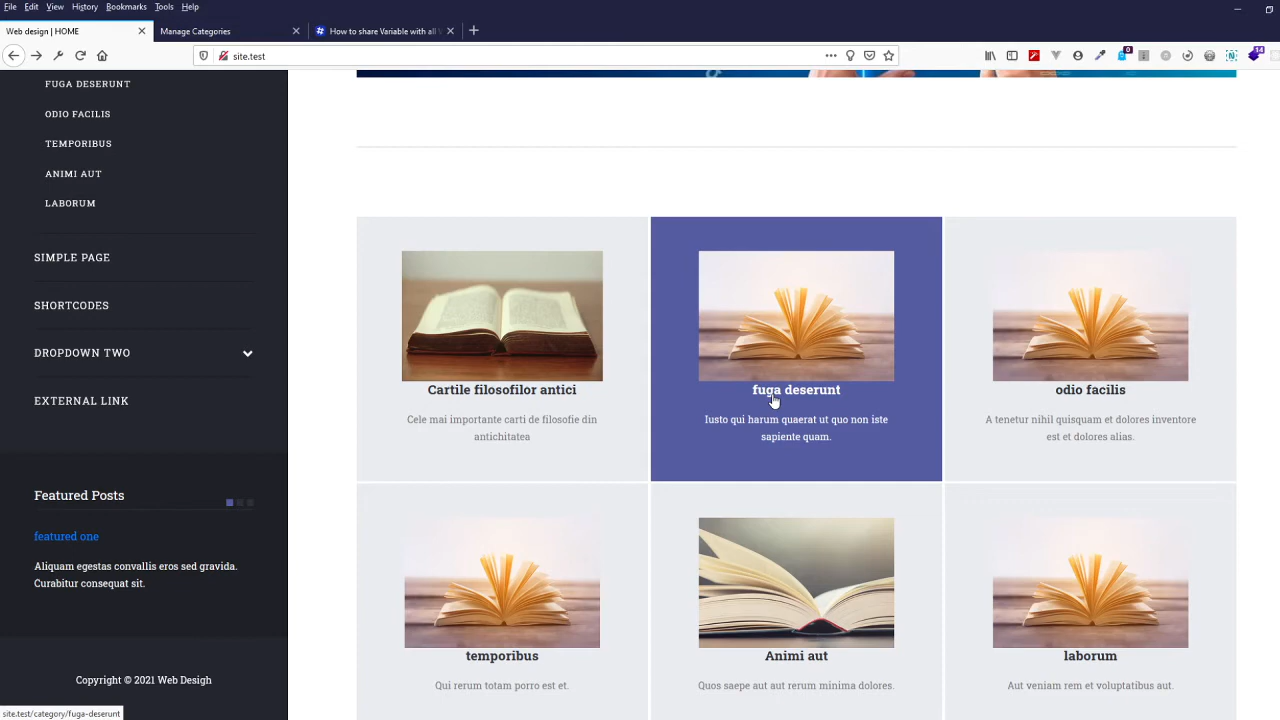 File Edit View History Bookmarks Tools Help
Web design | HOME
Manage Categories
How to share Variable with all V
site.test
0
14
FUGA DESERUNT
ODIO FACILIS
TEMPORIBUS
ANIMI AUT
LABORUM
SIMPLE PAGE
SHORTCODES
DROPDOWN TWO
EXTERNAL LINK
Featured Posts
featured one
Aliquam egestas convallis eros sed gravida.
Curabitur consequat sit.
Copyright © 2021 Web Desigh
Cartile filosofilor antici
Cele mai importante carti de filosofie din
antichitatea
fuga deserunt
Iusto qui harum quaerat ut quo non iste
sapiente quam.
odio facilis
A tenetur nihil quisquam et dolores inventore
est et dolores alias.
temporibus
Qui rerum totam porro est et.
Animi aut
Quos saepe aut aut rerum minima dolores.
laborum
Aut veniam rem et voluptatibus aut.
site.test/category/fuga-deserunt